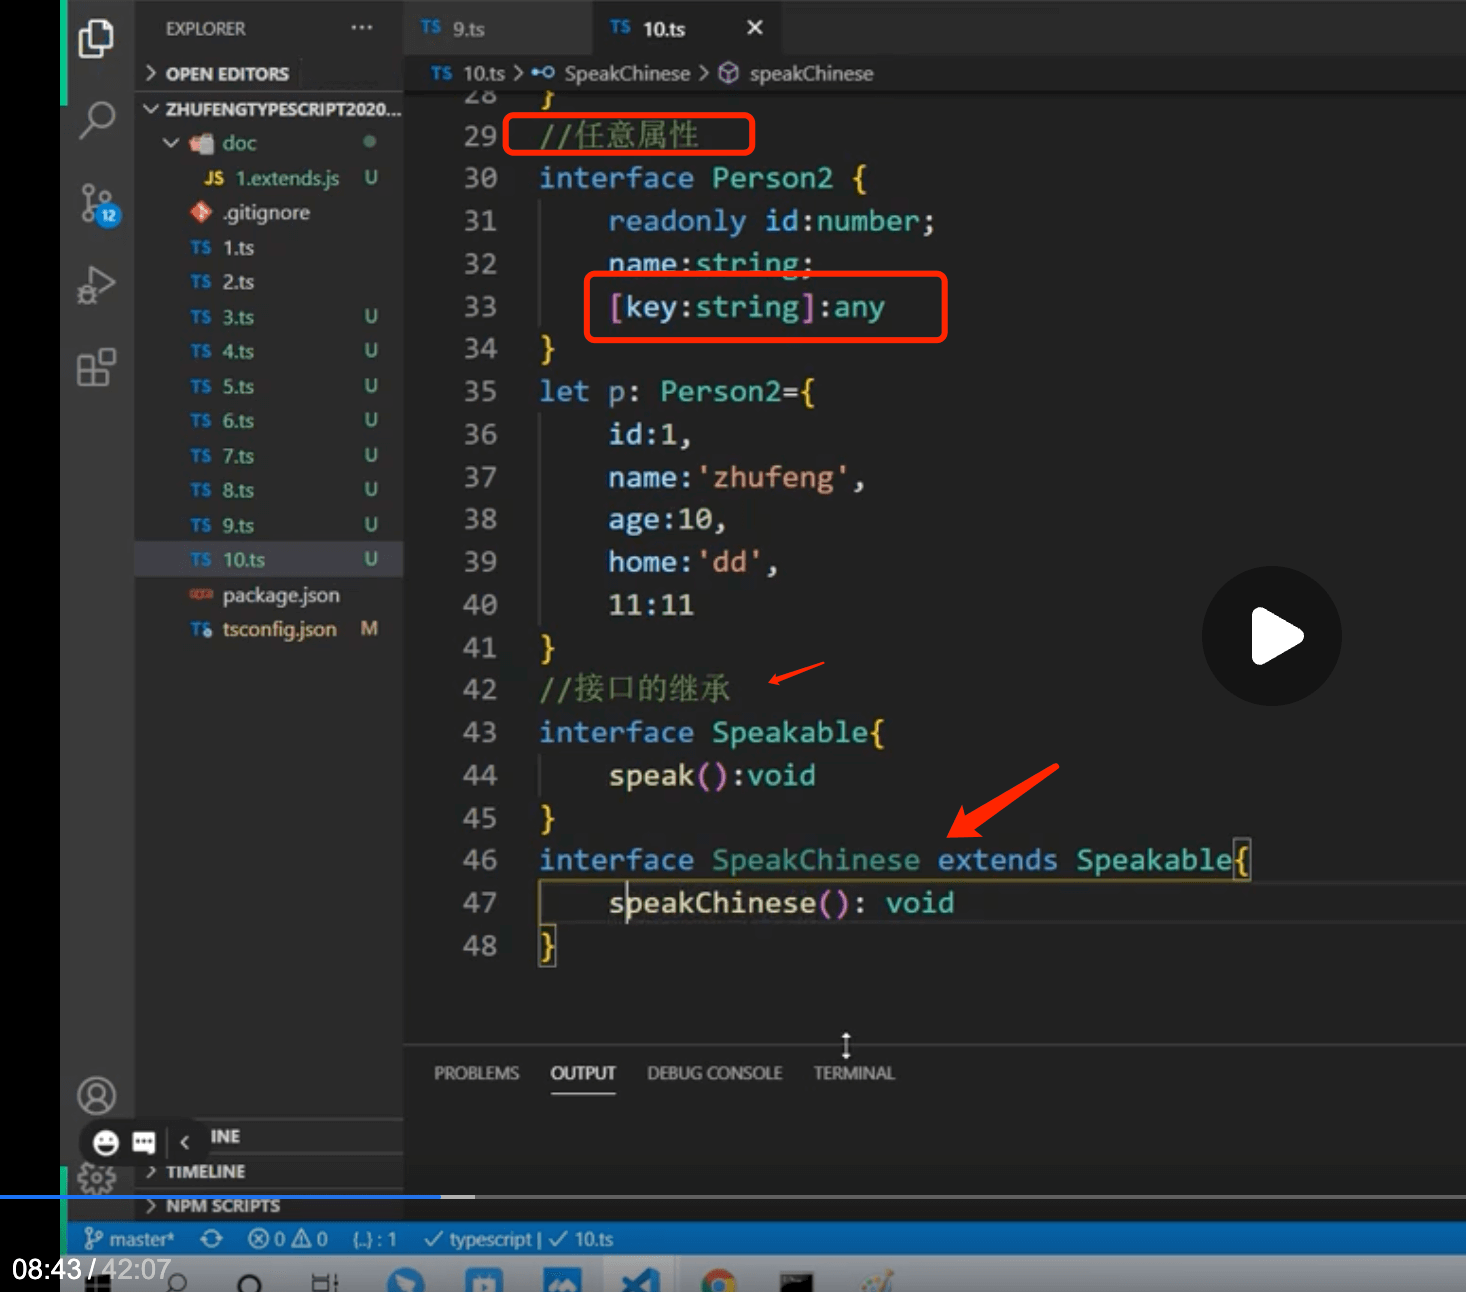 EXPLORER
OPEN EDITORS
ZHUFENGTYPESCRIPT2020...
doc
JS 1.extends.js U
.gitignore
TS 1.ts
TS 2.ts
TS 3.ts U
TS 4.ts U
TS 5.ts U
TS 6.ts U
TS 7.ts U
TS 8.ts U
TS 9.ts U
TS 10.ts U
package.json
tsconfig.json M
12
TIMELINE
NPM SCRIPTS
TS 9.ts TS 10.ts
TS 10.ts > SpeakChinese > speakChinese
28 }
29 //任意属性
30 interface Person2 {
31 readonly id:number;
32 name:string;
33 [key:string]:any
34 }
35 let p: Person2={
36 id:1,
37 name:'zhufeng',
38 age:10,
39 home:'dd',
40 11:11
41 }
42 //接口的继承
43 interface Speakable{
44 speak():void
45 }
46 interface SpeakChinese extends Speakable{
47 speakChinese(): void
48 }
PROBLEMS OUTPUT DEBUG CONSOLE TERMINAL
master* 0 0 {..} : 1 typescript | 10.ts
08:43 / 42:07